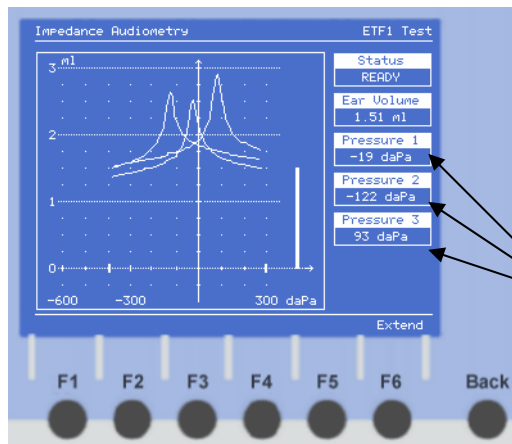 Impedance Audiometry
ETF1 Test
ml
3
2
1
0
-600
-300
300 daPa
Status
READY
Ear Volume
1.51 ml
Pressure 1
-19 daPa
Pressure 2
-122 daPa
Pressure 3
93 daPa
Extend
F1
F2
F3
F4
F5
F6
Back